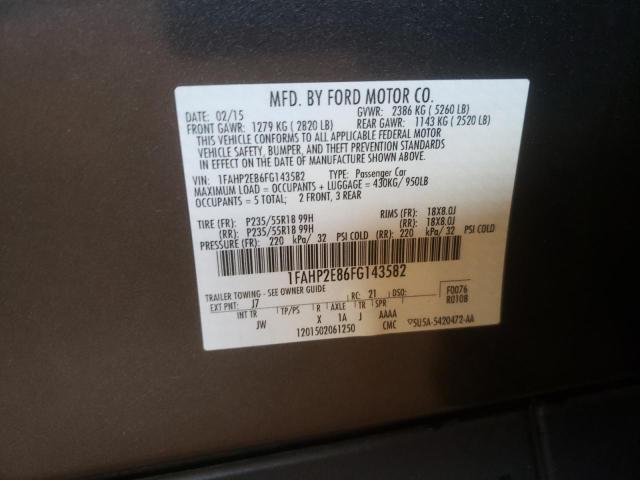 MFD. BY FORD MOTOR CO.
DATE: 02/15 GVWR: 2386 KG ( 5260 LB)
FRONT GAWR: 1279 KG ( 2820 LB) REAR GAWR: 1143 KG ( 2520 LB)
THIS VEHICLE CONFORMS TO ALL APPLICABLE FEDERAL MOTOR
VEHICLE SAFETY, BUMPER, AND THEFT PREVENTION STANDARDS
IN EFFECT ON THE DATE OF MANUFACTURE SHOWN ABOVE.
VIN: 1FAHP2E86FG143582 TYPE: Passenger Car
MAXIMUM LOAD = OCCUPANTS + LUGGAGE = 430KG/ 950LB
OCCUPANTS = 5 TOTAL; 2 FRONT, 3 REAR
TIRE (FR): P235/55R18 99H RIMS (FR): 18X8.0J
(RR): P235/55R18 99H (RR): 18X8.0J
PRESSURE (FR): 220 kPa/ 32 PSI COLD (RR): 220 kPa/ 32 PSI COLD
1FAHP2E86FG143582
TRAILER TOWING - SEE OWNER GUIDE
EXT PNT: J7 RC: 21 DSO: F0076
R0108
INT TR TP/PS R AXLE TR SPR
JW X 1A J AAAA
1201502061250 CMC 5U5A-5420472-AA